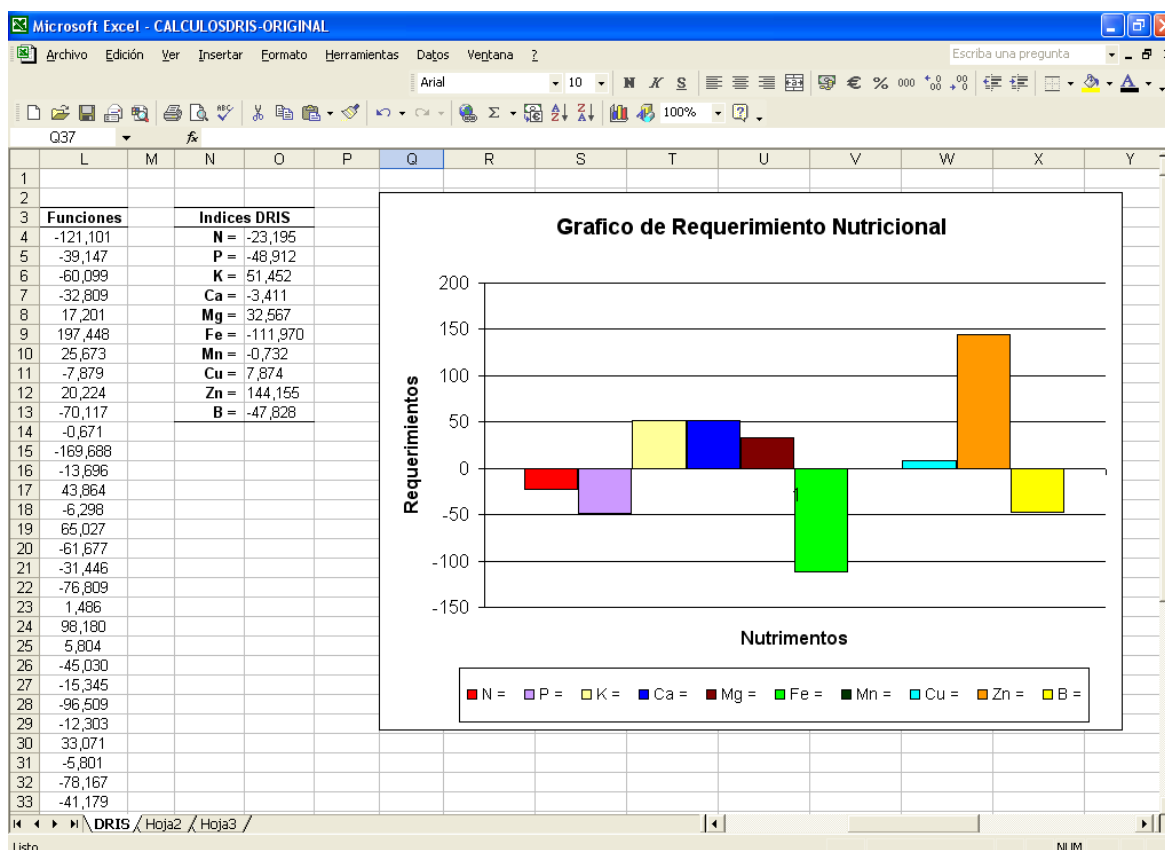 Microsoft Excel - CALCULOSDRIS-ORIGINAL
Archivo Edición Ver Insertar Formato Herramientas Datos Ventana ? Escriba una pregunta
Arial 10 N K S € % 000
100%
Q37 fx
L M N O P Q R S T U V W X Y
1
2
3 Funciones Indices DRIS
4 -121,101 N = -23,195
5 -39,147 P = -48,912
6 -60,099 K = 51,452
7 -32,809 Ca = -3,411
8 17,201 Mg = 32,567
9 197,448 Fe = -111,970
10 25,673 Mn = -0,732
11 -7,879 Cu = 7,874
12 20,224 Zn = 144,155
13 -70,117 B = -47,828
14 -0,671
15 -169,688
16 -13,696
17 43,864
18 -6,298
19 65,027
20 -61,677
21 -31,446
22 -76,809
23 1,486
24 98,180
25 5,804
26 -45,030
27 -15,345
28 -96,509
29 -12,303
30 33,071
31 -5,801
32 -78,167
33 -41,179
Grafico de Requerimiento Nutricional
Requerimientos
200
150
100
50
0
-50
-100
-150
1
Nutrimentos
N = P = K = Ca = Mg = Fe = Mn = Cu = Zn = B =
DRIS Hoja2 Hoja3
Listo NUM